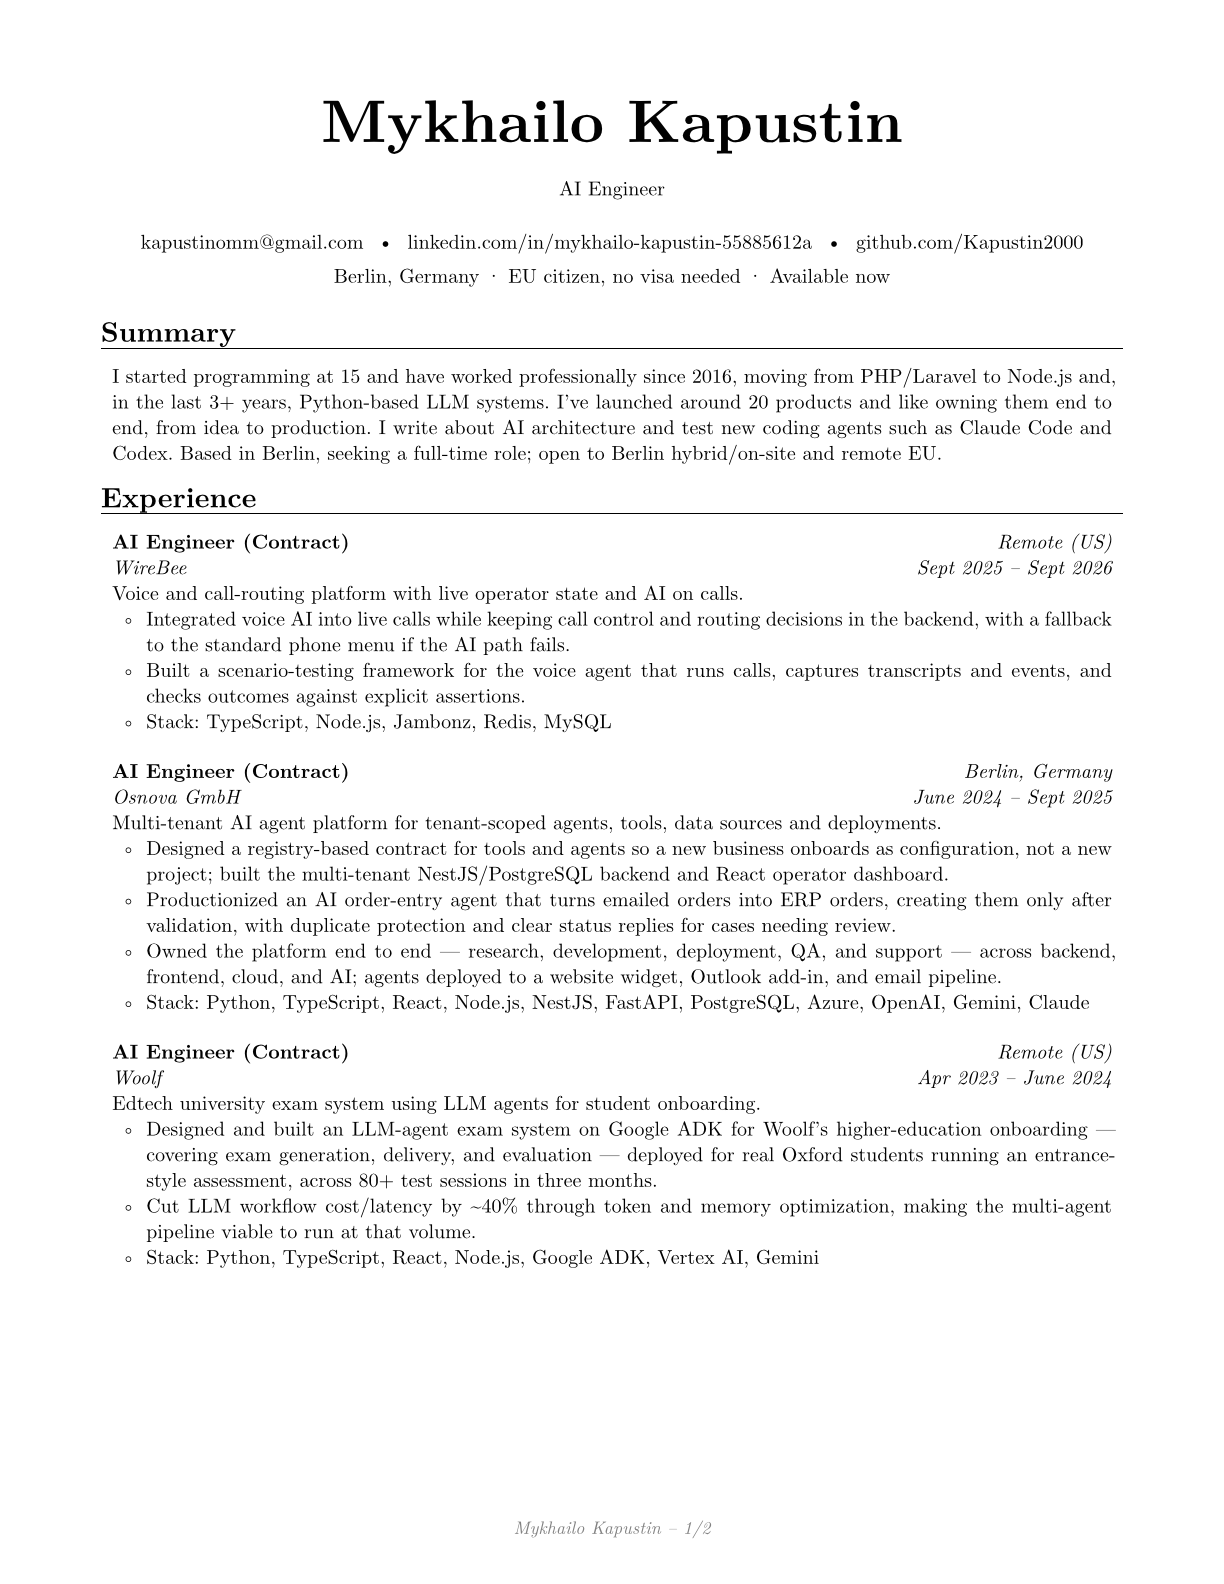 Mykhailo Kapustin
AI Engineer
kapustinomm@gmail.com • linkedin.com/in/mykhailo-kapustin-55885612a • github.com/Kapustin2000
Berlin, Germany · EU citizen, no visa needed · Available now
Summary
I started programming at 15 and have worked professionally since 2016, moving from PHP/Laravel to Node.js and,
in the last 3+ years, Python-based LLM systems. I've launched around 20 products and like owning them end to
end, from idea to production. I write about AI architecture and test new coding agents such as Claude Code and
Codex. Based in Berlin, seeking a full-time role; open to Berlin hybrid/on-site and remote EU.
Experience
AI Engineer (Contract) Remote (US)
WireBee Sept 2025 – Sept 2026
Voice and call-routing platform with live operator state and AI on calls.
◦ Integrated voice AI into live calls while keeping call control and routing decisions in the backend, with a fallback
to the standard phone menu if the AI path fails.
◦ Built a scenario-testing framework for the voice agent that runs calls, captures transcripts and events, and
checks outcomes against explicit assertions.
◦ Stack: TypeScript, Node.js, Jambonz, Redis, MySQL
AI Engineer (Contract) Berlin, Germany
Osnova GmbH June 2024 – Sept 2025
Multi-tenant AI agent platform for tenant-scoped agents, tools, data sources and deployments.
◦ Designed a registry-based contract for tools and agents so a new business onboards as configuration, not a new
project; built the multi-tenant NestJS/PostgreSQL backend and React operator dashboard.
◦ Productionized an AI order-entry agent that turns emailed orders into ERP orders, creating them only after
validation, with duplicate protection and clear status replies for cases needing review.
◦ Owned the platform end to end — research, development, deployment, QA, and support — across backend,
frontend, cloud, and AI; agents deployed to a website widget, Outlook add-in, and email pipeline.
◦ Stack: Python, TypeScript, React, Node.js, NestJS, FastAPI, PostgreSQL, Azure, OpenAI, Gemini, Claude
AI Engineer (Contract) Remote (US)
Woolf Apr 2023 – June 2024
Edtech university exam system using LLM agents for student onboarding.
◦ Designed and built an LLM-agent exam system on Google ADK for Woolf's higher-education onboarding —
covering exam generation, delivery, and evaluation — deployed for real Oxford students running an entrance-
style assessment, across 80+ test sessions in three months.
◦ Cut LLM workflow cost/latency by ~40% through token and memory optimization, making the multi-agent
pipeline viable to run at that volume.
◦ Stack: Python, TypeScript, React, Node.js, Google ADK, Vertex AI, Gemini
Mykhailo Kapustin – 1/2